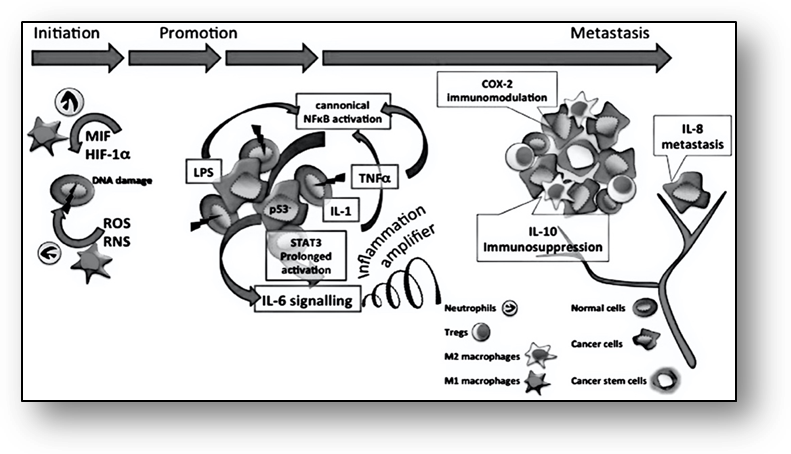 Initiation
Promotion
Metastasis
MIF
HIF-1α
DNA damage
ROS
RNS
cannonical
NFκB activation
LPS
TNFα
IL-1
p53-
STAT3
Prolonged
activation
IL-6 signalling
Inflammation
amplifier
COX-2
immunomodulation
IL-10
Immunosuppression
IL-8
metastasis
Neutrophils
Tregs
M2 macrophages
M1 macrophages
Normal cells
Cancer cells
Cancer stem cells